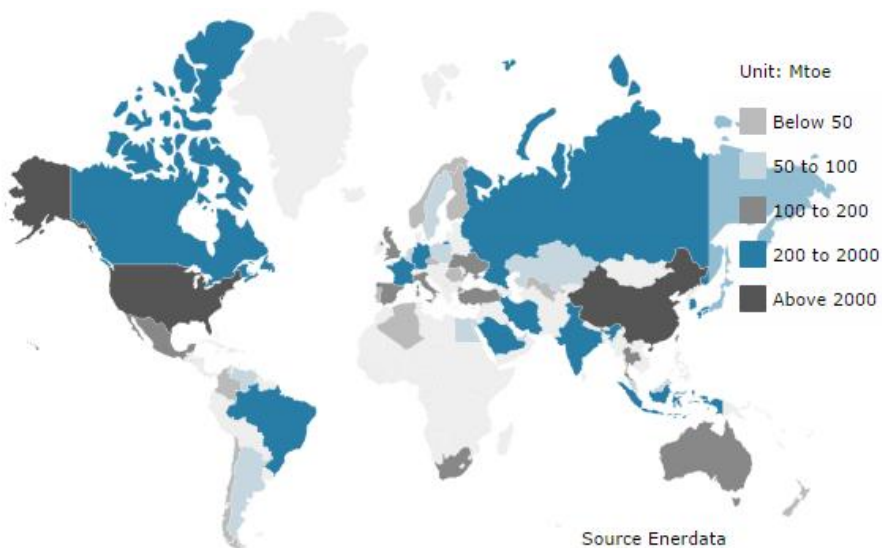 Unit: Mtoe
Below 50
50 to 100
100 to 200
200 to 2000
Above 2000
Source Enerdata